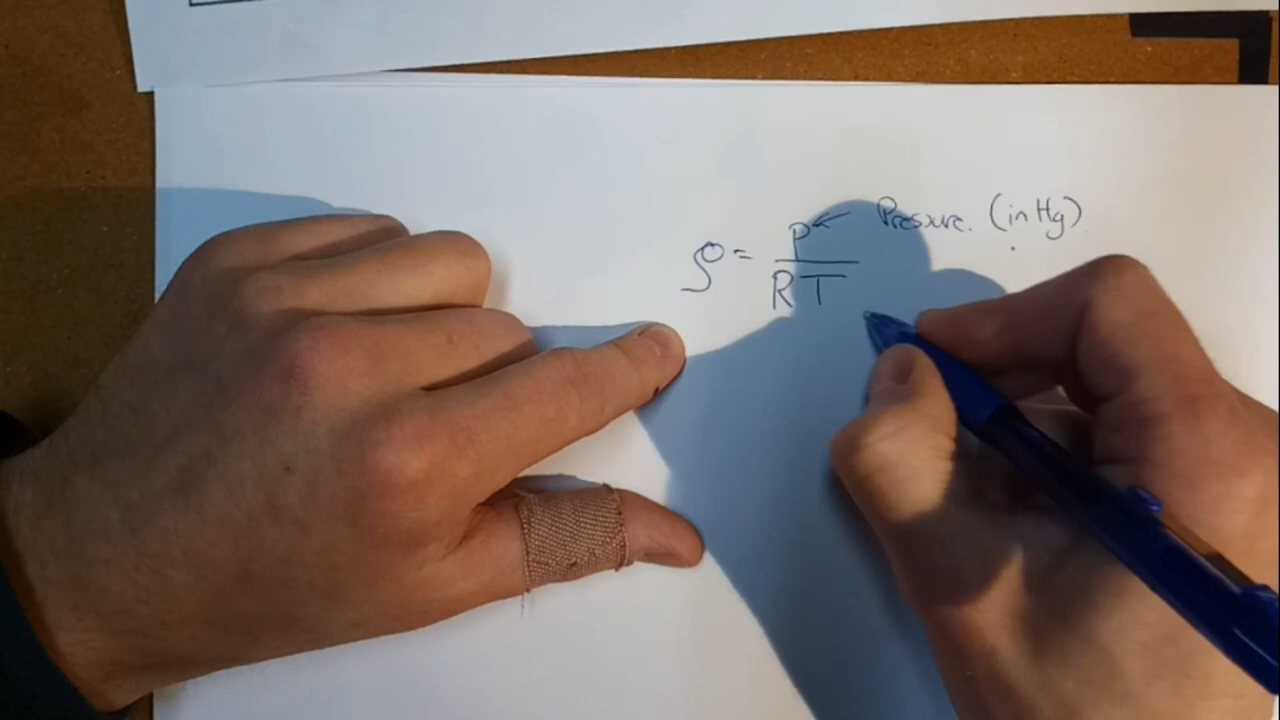 ρ = P/RT ← Pressure. (in Hg)